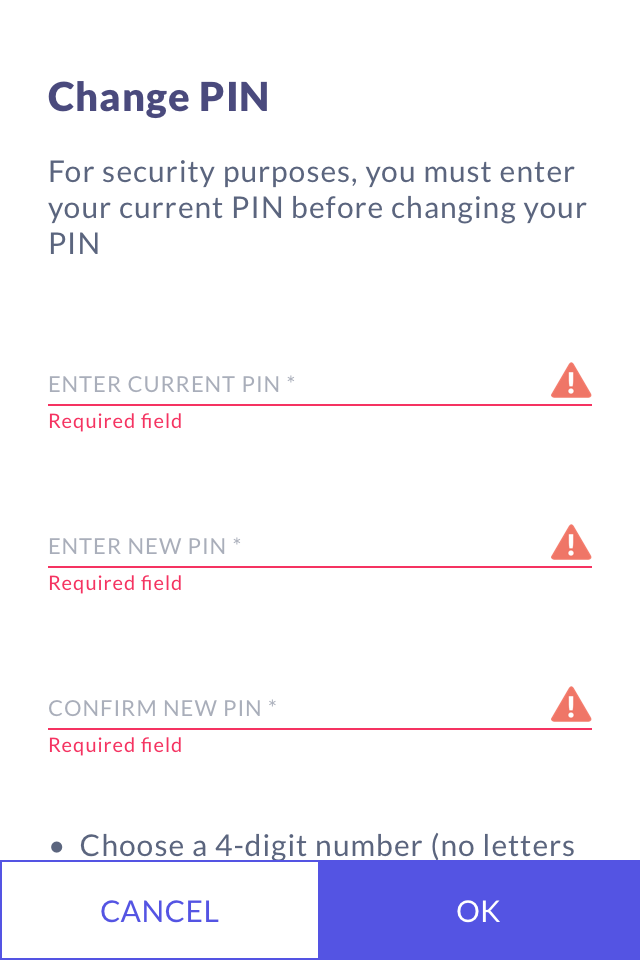 Change PIN
For security purposes, you must enter
your current PIN before changing your
PIN
ENTER CURRENT PIN *
Required field
ENTER NEW PIN *
Required field
CONFIRM NEW PIN *
Required field
• Choose a 4-digit number (no letters
CANCEL OK